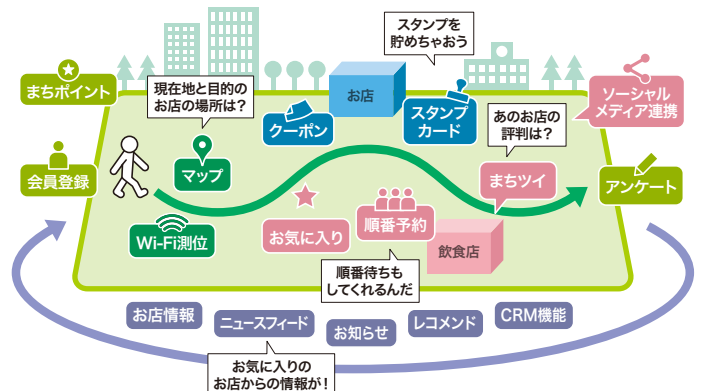 スタンプを
貯めちゃおう
まちポイント
現在地と目的の
お店の場所は？
お店
クーポン
スタンプ
カード
ソーシャル
メディア連携
あのお店の
評判は？
会員登録
マップ
まちツイ
アンケート
Wi-Fi測位
お気に入り
順番予約
飲食店
順番待ちも
してくれるんだ
お店情報
ニュースフィード
お知らせ
レコメンド
CRM機能
お気に入りの
お店からの情報が！